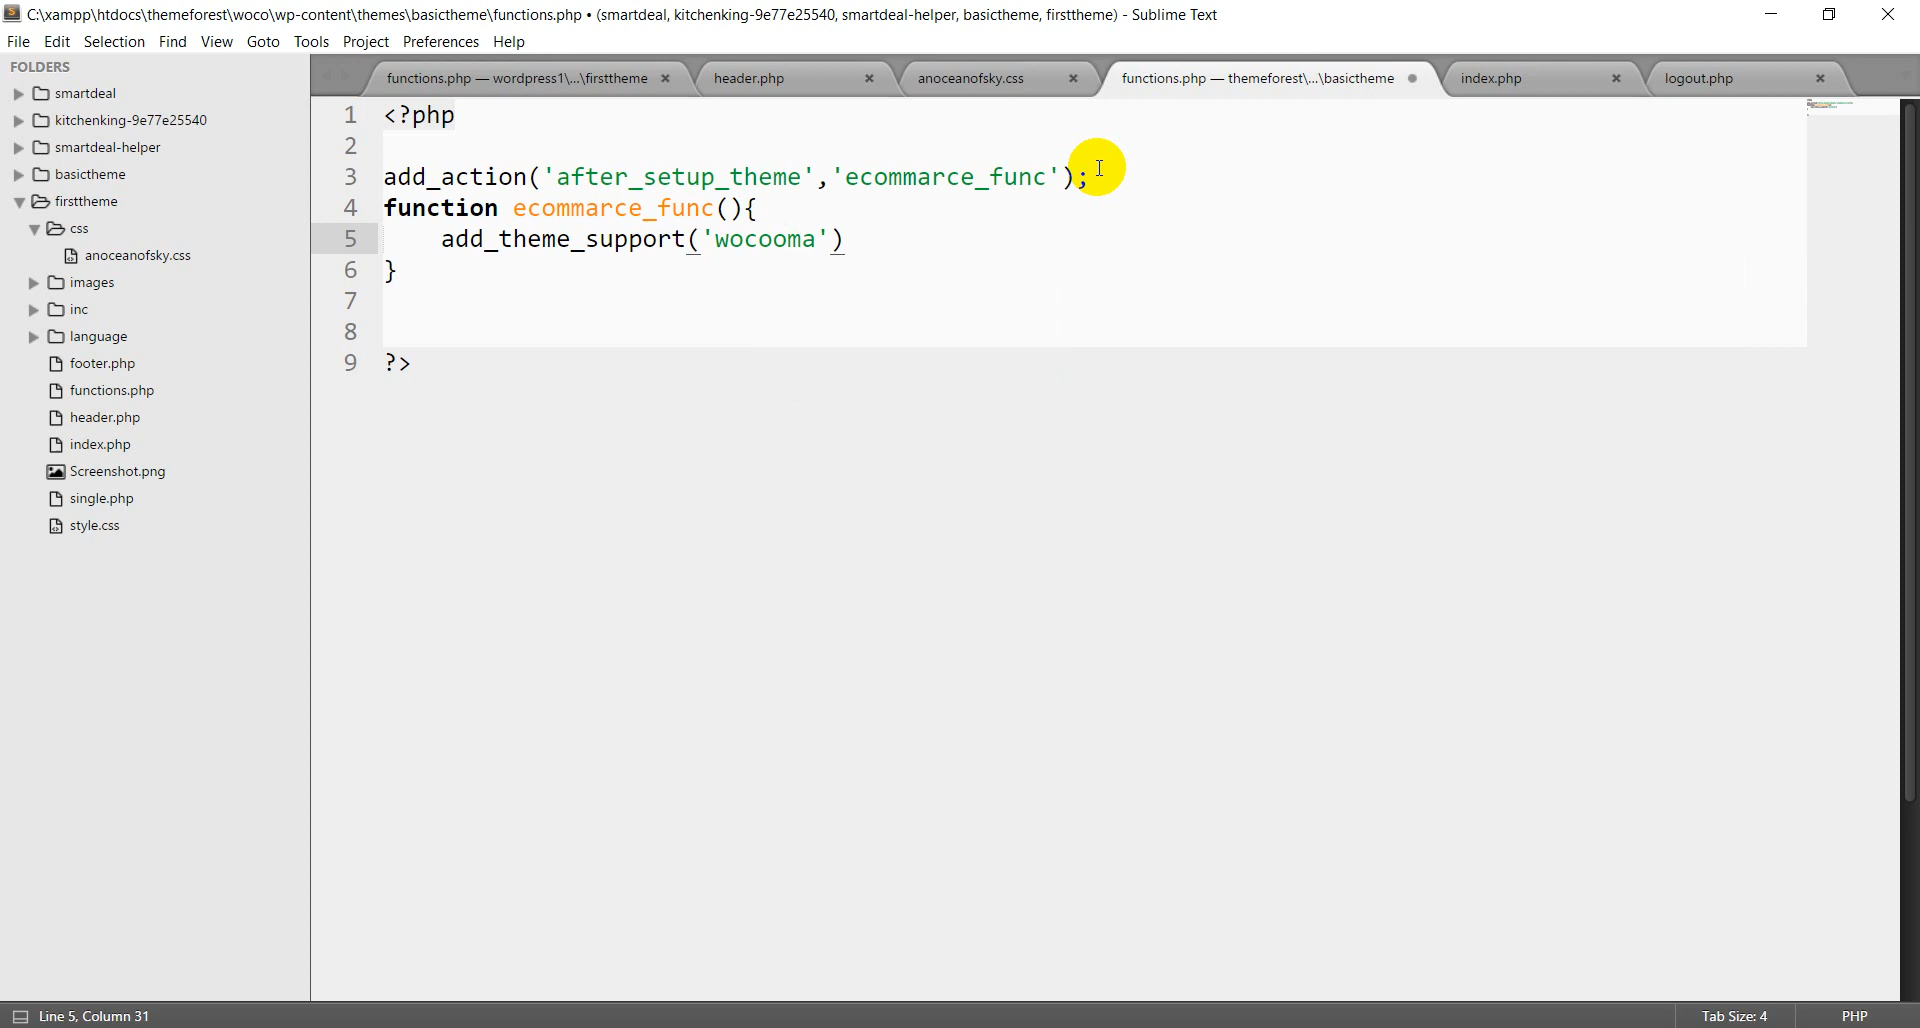 C:\xampp\htdocs\themeforest\woco\wp-content\themes\basictheme\functions.php • (smartdeal, kitchenking-9e77e25540, smartdeal-helper, basictheme, firsttheme) - Sublime Text
File Edit Selection Find View Goto Tools Project Preferences Help
FOLDERS
smartdeal
kitchenking-9e77e25540
smartdeal-helper
basictheme
firsttheme
css
anoceanofsky.css
images
inc
language
footer.php
functions.php
header.php
index.php
Screenshot.png
single.php
style.css
functions.php — wordpress1\...\firsttheme
header.php
anoceanofsky.css
functions.php — themeforest\...\basictheme
index.php
logout.php
1 <?php
2
3 add_action('after_setup_theme','ecommarce_func');
4 function ecommarce_func(){
5 add_theme_support('wocooma')
6 }
7
8
9 ?>
Line 5, Column 31
Tab Size: 4
PHP